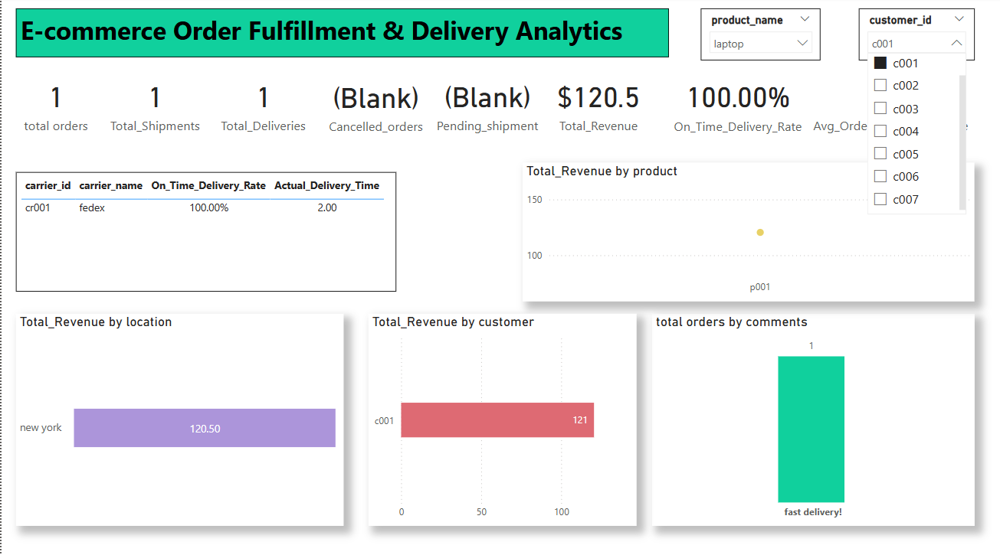 E-commerce Order Fulfillment & Delivery Analytics
product_name
laptop
customer_id
c001
c001
c002
c003
c004
c005
c006
c007
1
total orders
1
Total_Shipments
1
Total_Deliveries
(Blank)
Cancelled_orders
(Blank)
Pending_shipment
$120.5
Total_Revenue
100.00%
On_Time_Delivery_Rate
Avg_Orde
carrier_id carrier_name On_Time_Delivery_Rate Actual_Delivery_Time
cr001 fedex 100.00% 2.00
Total_Revenue by product
150
100
p001
Total_Revenue by location
new york
120.50
Total_Revenue by customer
c001
121
0 50 100
total orders by comments
1
fast delivery!